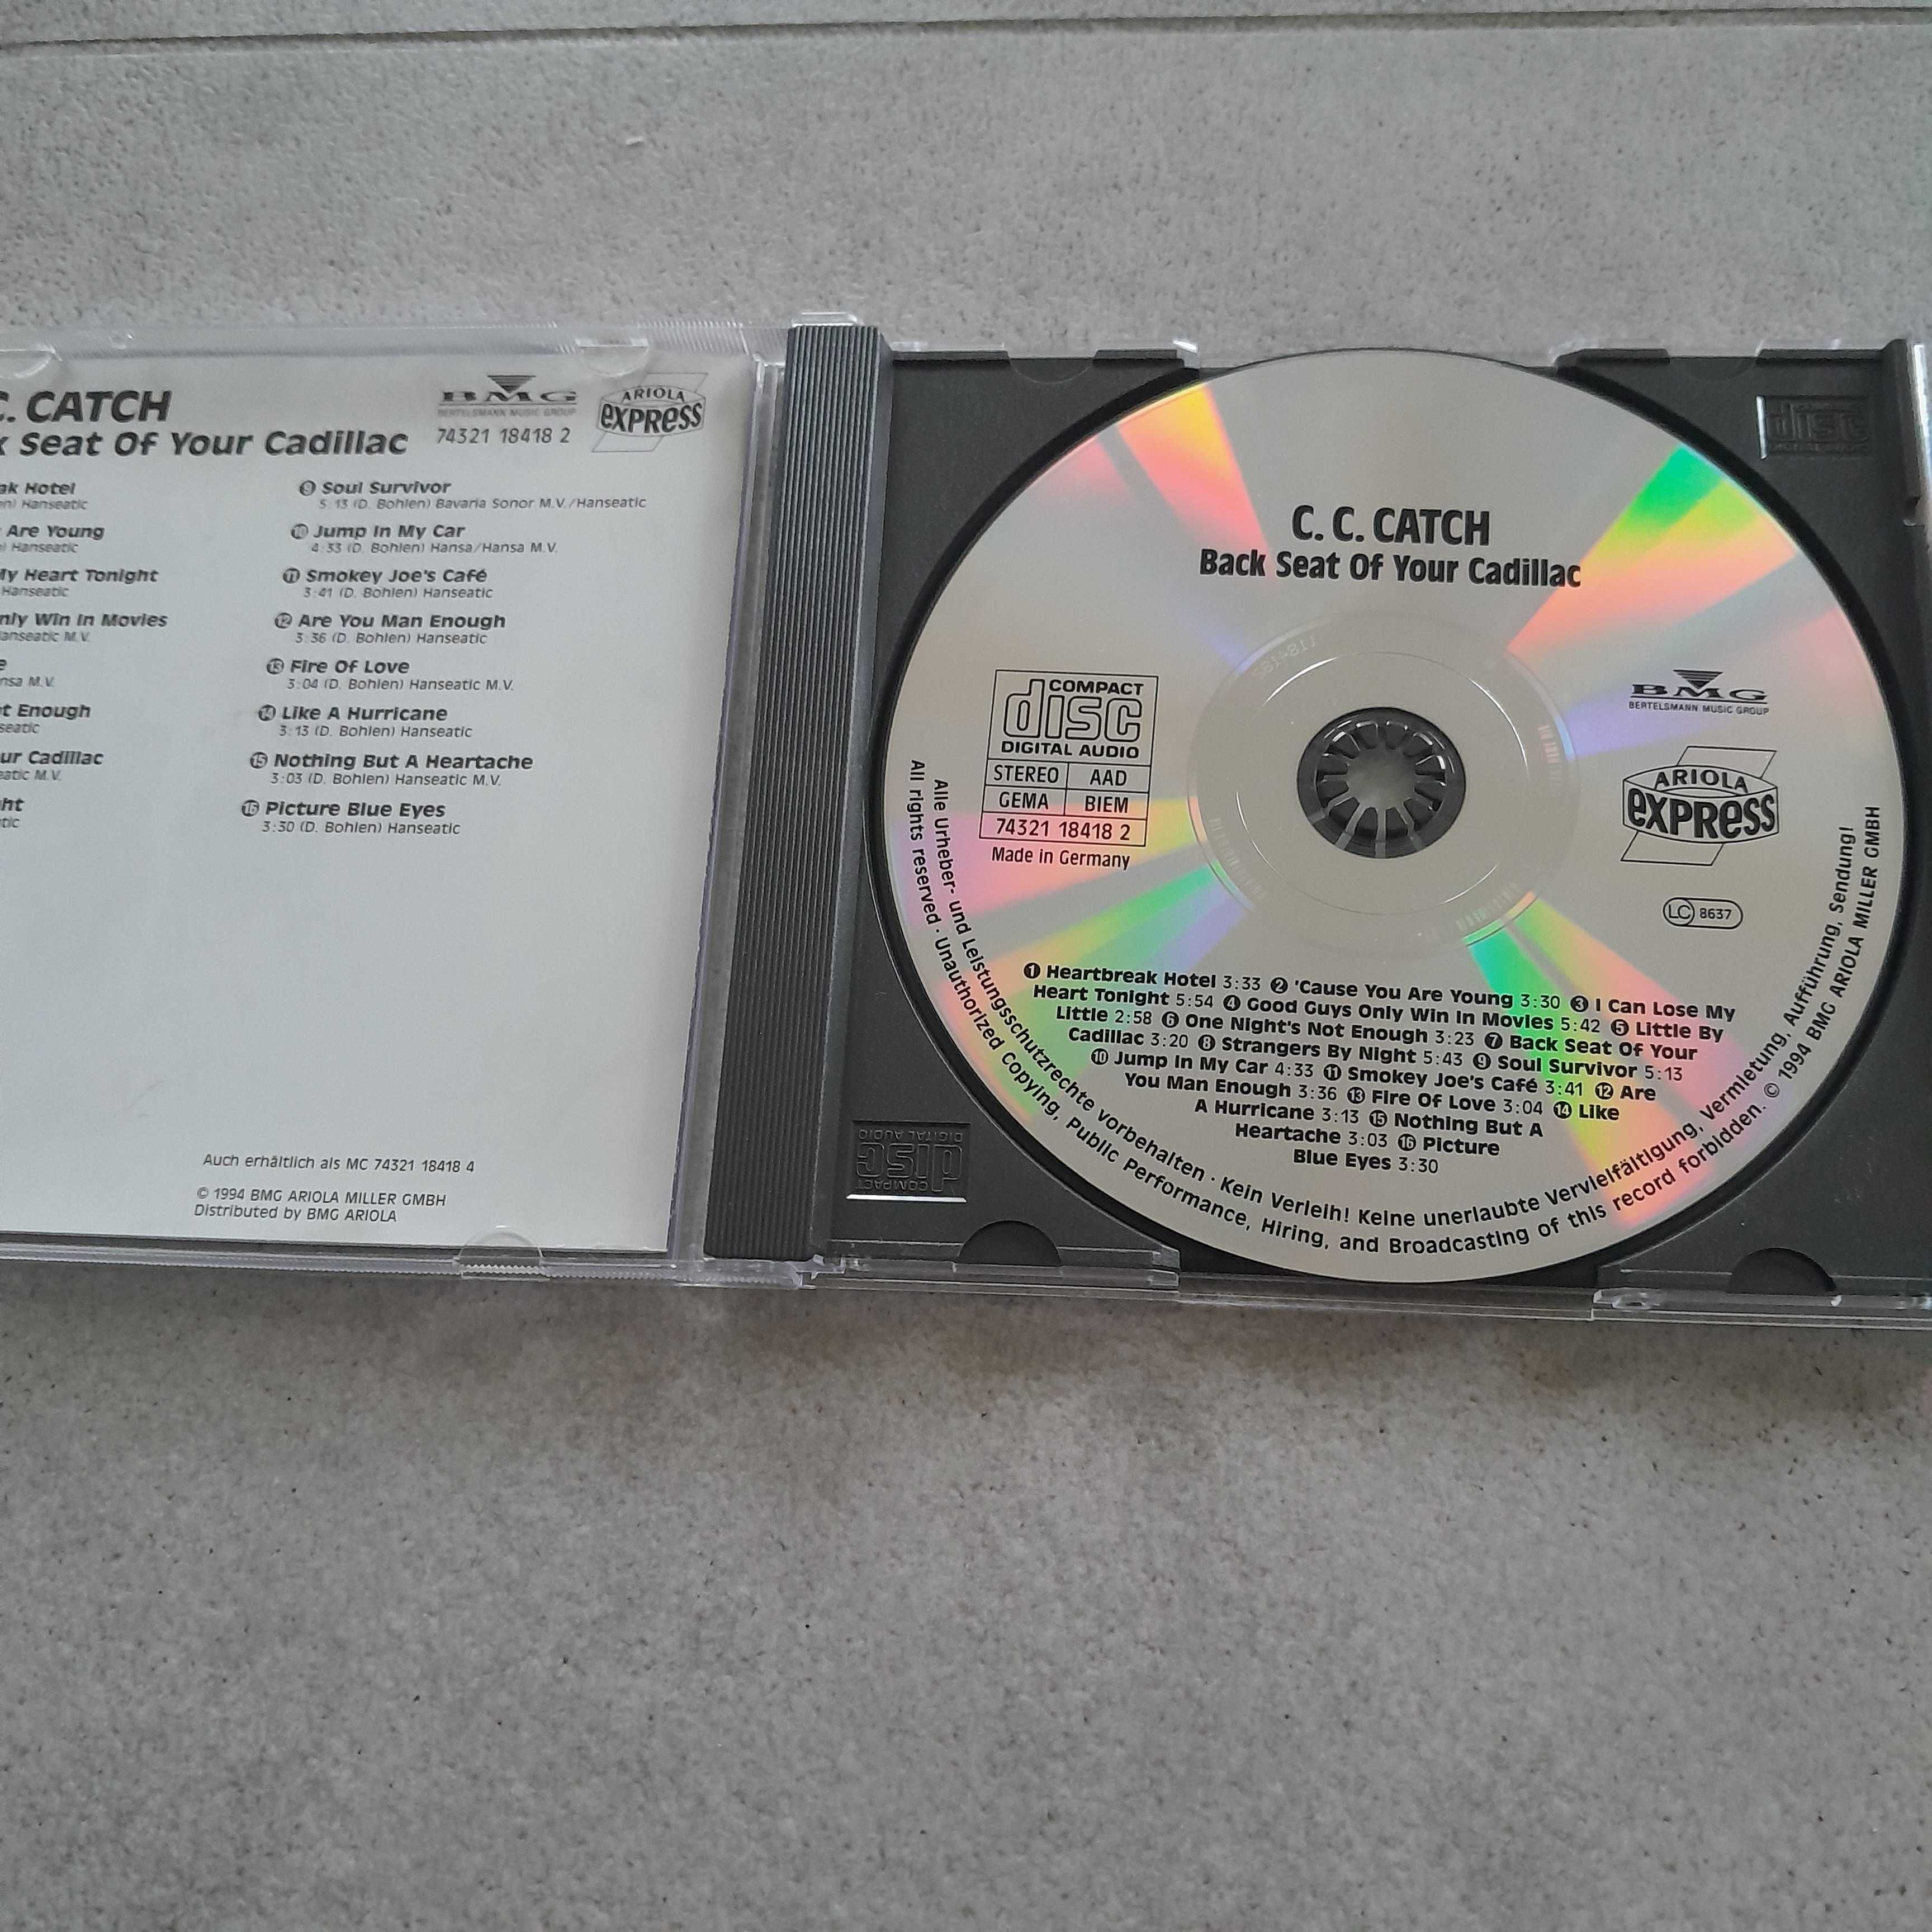 C. CATCH
Seat Of Your Cadillac
BMG
BERTELSMANN MUSIC GROUP
74321 18418 2
ARIOLA
EXPRESS
Hotel
Hanseatic
Are Young
Hanseatic
Heart Tonight
Hanseatic
Win In Movies
M.V.
M.V.
Enough
Cadillac
M.V.
9 Soul Survivor
5:13 (D. Bohlen) Bavaria Sonor M.V./Hanseatic
10 Jump In My Car
4:33 (D. Bohlen) Hansa/Hansa M.V.
11 Smokey Joe's Café
3:41 (D. Bohlen) Hanseatic
12 Are You Man Enough
3:36 (D. Bohlen) Hanseatic
13 Fire Of Love
3:04 (D. Bohlen) Hanseatic M.V.
14 Like A Hurricane
3:13 (D. Bohlen) Hanseatic
15 Nothing But A Heartache
3:03 (D. Bohlen) Hanseatic M.V.
16 Picture Blue Eyes
3:30 (D. Bohlen) Hanseatic
Auch erhältlich als MC 74321 18418 4
© 1994 BMG ARIOLA MILLER GMBH
Distributed by BMG ARIOLA
C. C. CATCH
Back Seat Of Your Cadillac
COMPACT
disc
DIGITAL AUDIO
STEREO AAD
GEMA BIEM
74321 18418 2
Made in Germany
BMG
BERTELSMANN MUSIC GROUP
ARIOLA
EXPRESS
LC 8637
1 Heartbreak Hotel 3:33 2 'Cause You Are Young 3:30 3 I Can Lose My
Heart Tonight 5:54 4 Good Guys Only Win In Movies 5:42 5 Little By
Little 2:58 6 One Night's Not Enough 3:23 7 Back Seat Of Your
Cadillac 3:20 8 Strangers By Night 5:43 9 Soul Survivor 5:13
10 Jump In My Car 4:33 11 Smokey Joe's Café 3:41 12 Are
You Man Enough 3:36 13 Fire Of Love 3:04 14 Like
A Hurricane 3:13 15 Nothing But A
Heartache 3:03 16 Picture
Blue Eyes 3:30
Alle Urheber- und Leistungsschutzrechte vorbehalten · Kein Verleih! Keine unerlaubte Vervielfältigung, Vermietung, Aufführung, Sendung!
All rights reserved · Unauthorized Copying, Public Performance, Hiring, and Broadcasting of this record forbidden. © 1994 BMG ARIOLA MILLER GMBH
disc
COMPACT
disc
DIGITAL AUDIO